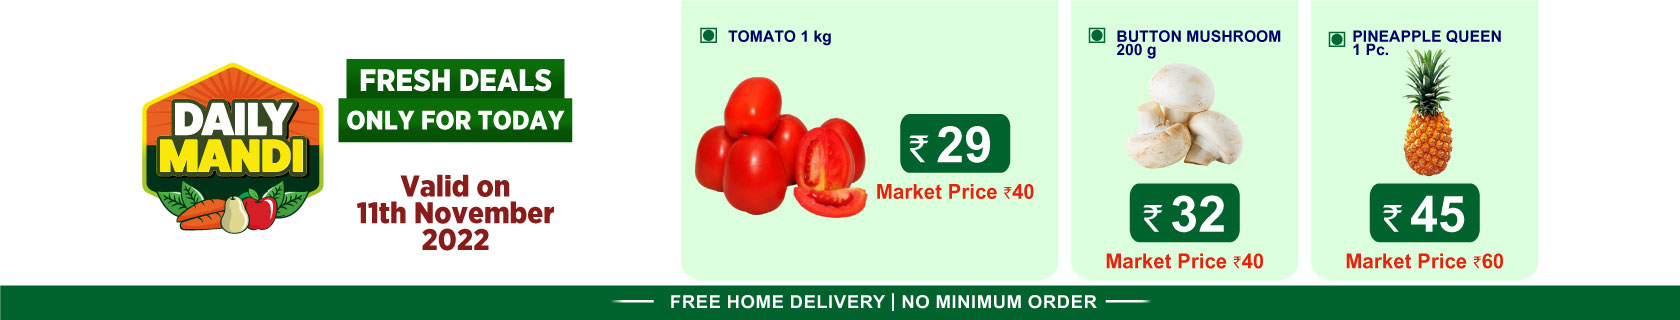 DAILY
MANDI
FRESH DEALS
ONLY FOR TODAY
Valid on
11th November
2022
TOMATO 1 kg
₹ 29
Market Price ₹40
BUTTON MUSHROOM
200 g
₹ 32
Market Price ₹40
PINEAPPLE QUEEN
1 Pc.
₹ 45
Market Price ₹60
FREE HOME DELIVERY | NO MINIMUM ORDER